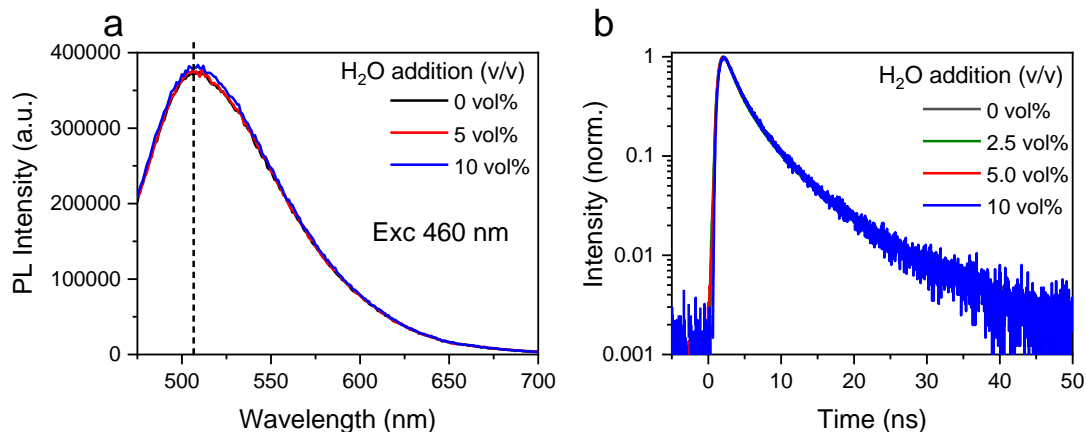 a
H₂O addition (v/v)
0 vol%
5 vol%
10 vol%
Exc 460 nm
400000
300000
200000
100000
0
PL Intensity (a.u.)
500
550
600
650
700
Wavelength (nm)
b
H₂O addition (v/v)
0 vol%
2.5 vol%
5.0 vol%
10 vol%
1
0.1
0.01
0.001
Intensity (norm.)
0
10
20
30
40
50
Time (ns)